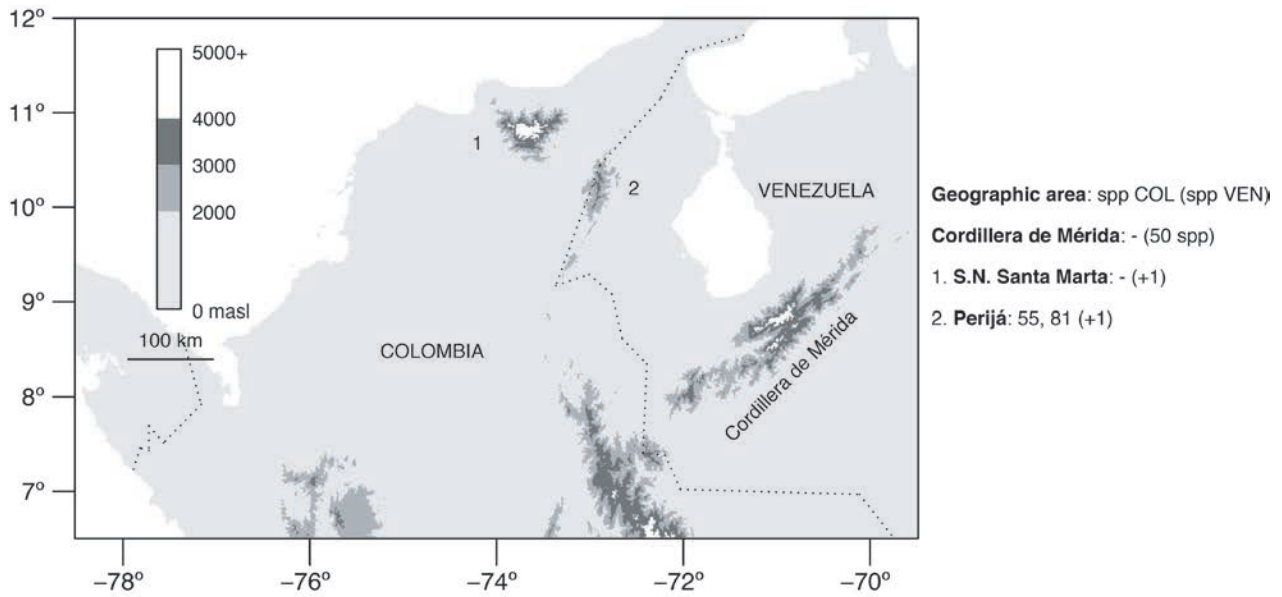 12º
11º
10º
9º
8º
7º
5000+
4000
3000
2000
0 masl
100 km
1
2
VENEZUELA
COLOMBIA
Cordillera de Mérida
−78º
−76º
−74º
−72º
−70º
Geographic area: spp COL (spp VEN)
Cordillera de Mérida: - (50 spp)
1. S.N. Santa Marta: - (+1)
2. Perijá: 55, 81 (+1)